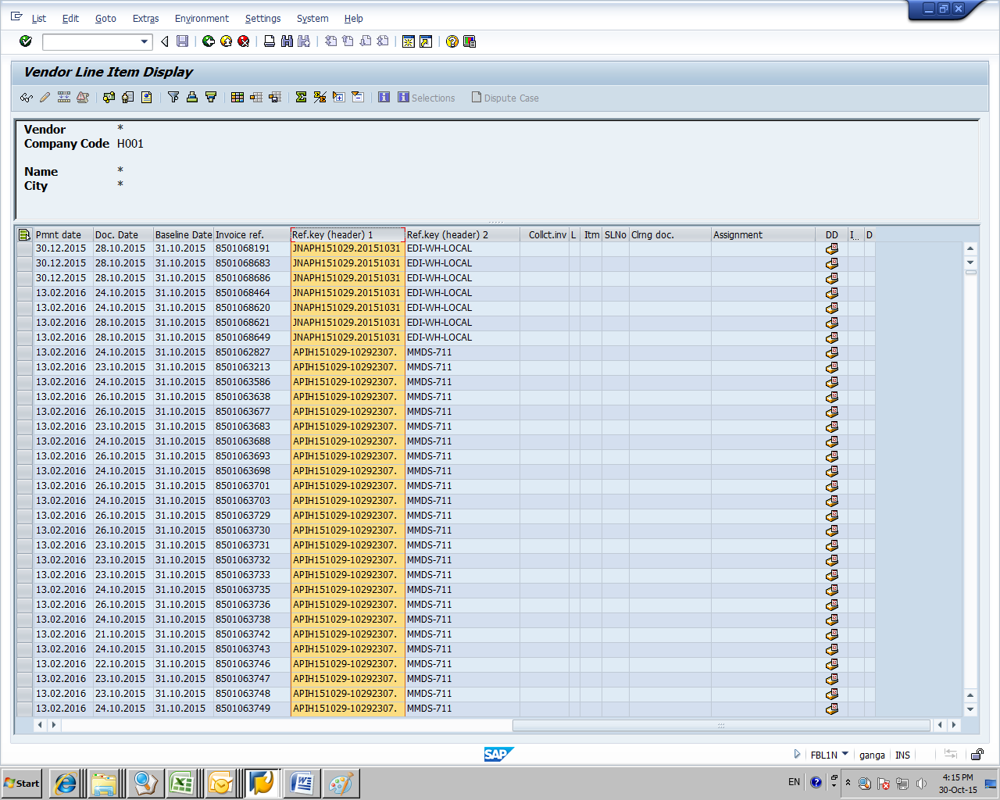 List Edit Goto Extras Environment Settings System Help
Vendor Line Item Display
Selections Dispute Case
Vendor *
Company Code H001
Name *
City *
Pmnt date Doc. Date Baseline Date Invoice ref. Ref.key (header) 1 Ref.key (header) 2 Collct.inv L Itm SLNo Clrng doc. Assignment DD I... D
30.12.2015 28.10.2015 31.10.2015 8501068191 JNAPH151029.20151031 EDI-WH-LOCAL
30.12.2015 28.10.2015 31.10.2015 8501068683 JNAPH151029.20151031 EDI-WH-LOCAL
30.12.2015 28.10.2015 31.10.2015 8501068686 JNAPH151029.20151031 EDI-WH-LOCAL
13.02.2016 24.10.2015 31.10.2015 8501068464 JNAPH151029.20151031 EDI-WH-LOCAL
13.02.2016 24.10.2015 31.10.2015 8501068620 JNAPH151029.20151031 EDI-WH-LOCAL
13.02.2016 28.10.2015 31.10.2015 8501068621 JNAPH151029.20151031 EDI-WH-LOCAL
13.02.2016 28.10.2015 31.10.2015 8501068649 JNAPH151029.20151031 EDI-WH-LOCAL
13.02.2016 24.10.2015 31.10.2015 8501062827 APIH151029-10292307. MMDS-711
13.02.2016 23.10.2015 31.10.2015 8501063213 APIH151029-10292307. MMDS-711
13.02.2016 24.10.2015 31.10.2015 8501063586 APIH151029-10292307. MMDS-711
13.02.2016 26.10.2015 31.10.2015 8501063638 APIH151029-10292307. MMDS-711
13.02.2016 26.10.2015 31.10.2015 8501063677 APIH151029-10292307. MMDS-711
13.02.2016 23.10.2015 31.10.2015 8501063683 APIH151029-10292307. MMDS-711
13.02.2016 24.10.2015 31.10.2015 8501063688 APIH151029-10292307. MMDS-711
13.02.2016 26.10.2015 31.10.2015 8501063693 APIH151029-10292307. MMDS-711
13.02.2016 24.10.2015 31.10.2015 8501063698 APIH151029-10292307. MMDS-711
13.02.2016 26.10.2015 31.10.2015 8501063701 APIH151029-10292307. MMDS-711
13.02.2016 24.10.2015 31.10.2015 8501063703 APIH151029-10292307. MMDS-711
13.02.2016 26.10.2015 31.10.2015 8501063729 APIH151029-10292307. MMDS-711
13.02.2016 26.10.2015 31.10.2015 8501063730 APIH151029-10292307. MMDS-711
13.02.2016 23.10.2015 31.10.2015 8501063731 APIH151029-10292307. MMDS-711
13.02.2016 23.10.2015 31.10.2015 8501063732 APIH151029-10292307. MMDS-711
13.02.2016 23.10.2015 31.10.2015 8501063733 APIH151029-10292307. MMDS-711
13.02.2016 24.10.2015 31.10.2015 8501063735 APIH151029-10292307. MMDS-711
13.02.2016 26.10.2015 31.10.2015 8501063736 APIH151029-10292307. MMDS-711
13.02.2016 24.10.2015 31.10.2015 8501063738 APIH151029-10292307. MMDS-711
13.02.2016 21.10.2015 31.10.2015 8501063742 APIH151029-10292307. MMDS-711
13.02.2016 24.10.2015 31.10.2015 8501063743 APIH151029-10292307. MMDS-711
13.02.2016 22.10.2015 31.10.2015 8501063746 APIH151029-10292307. MMDS-711
13.02.2016 23.10.2015 31.10.2015 8501063747 APIH151029-10292307. MMDS-711
13.02.2016 23.10.2015 31.10.2015 8501063748 APIH151029-10292307. MMDS-711
13.02.2016 24.10.2015 31.10.2015 8501063749 APIH151029-10292307. MMDS-711
SAP FBL1N ganga INS
Start EN 4:15 PM
30-Oct-15